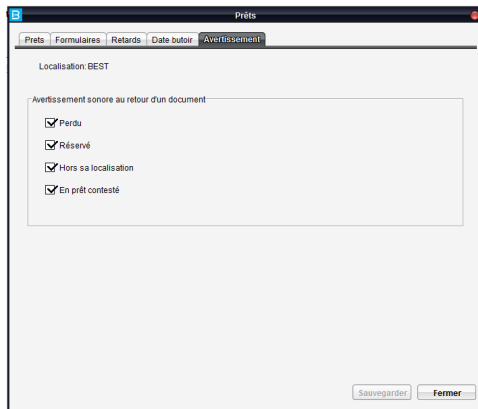 B
Prêts
Prets Formulaires Retards Date butoir Avertissement
Localisation: BEST
Avertissement sonore au retour d'un document
Perdu
Réservé
Hors sa localisation
En prêt contesté
Sauvegarder Fermer